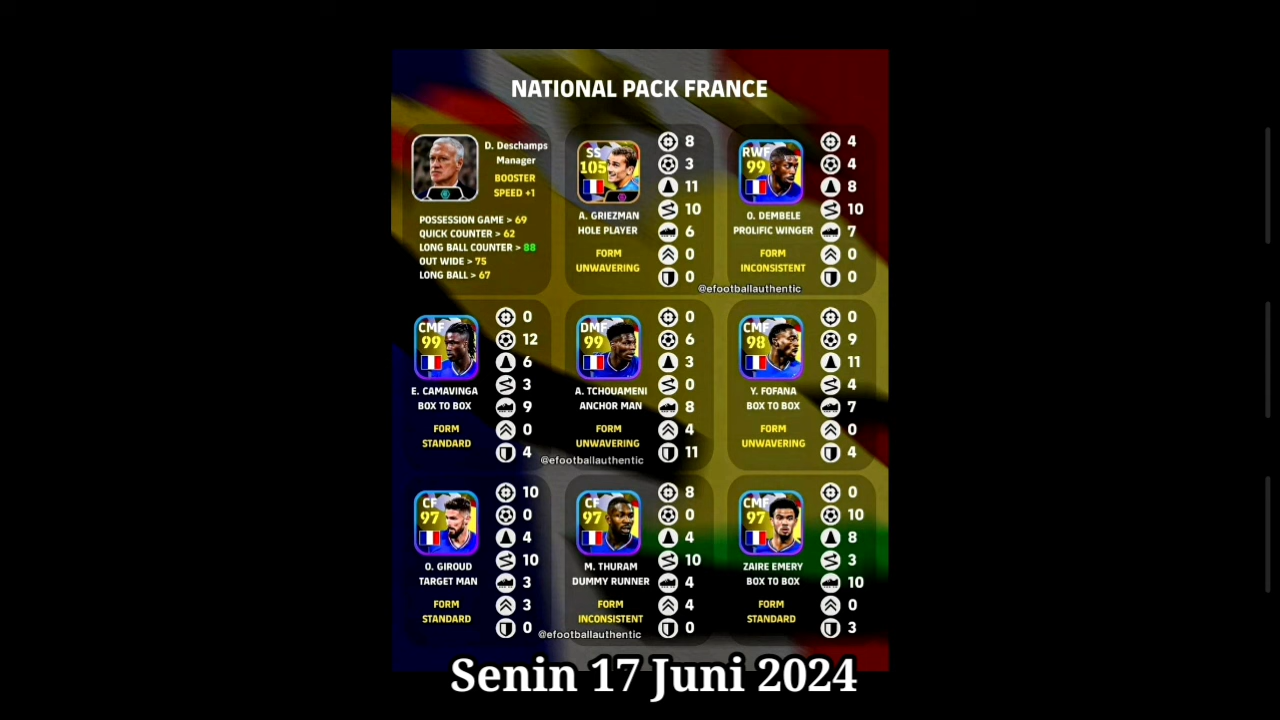 NATIONAL PACK FRANCE
D. Deschamps
Manager
BOOSTER
SPEED +1
POSSESSION GAME > 69
QUICK COUNTER > 62
LONG BALL COUNTER > 88
OUT WIDE > 75
LONG BALL > 67
SS
105
A. GRIEZMAN
HOLE PLAYER
FORM
UNWAVERING
8
3
11
10
6
0
0
RWF
99
O. DEMBELE
PROLIFIC WINGER
FORM
INCONSISTENT
4
4
8
10
7
0
0
@efootballauthentic
CMF
99
E. CAMAVINGA
BOX TO BOX
FORM
STANDARD
0
12
6
3
9
0
4
DMF
99
A. TCHOUAMENI
ANCHOR MAN
FORM
UNWAVERING
0
6
3
0
8
4
11
@efootballauthentic
CMF
98
Y. FOFANA
BOX TO BOX
FORM
UNWAVERING
0
9
11
4
7
0
4
CF
97
O. GIROUD
TARGET MAN
FORM
STANDARD
10
0
4
10
3
3
0
CF
97
M. THURAM
DUMMY RUNNER
FORM
INCONSISTENT
8
0
4
10
4
4
0
@efootballauthentic
CMF
97
ZAIRE EMERY
BOX TO BOX
FORM
STANDARD
0
10
8
3
10
0
3
Senin 17 Juni 2024